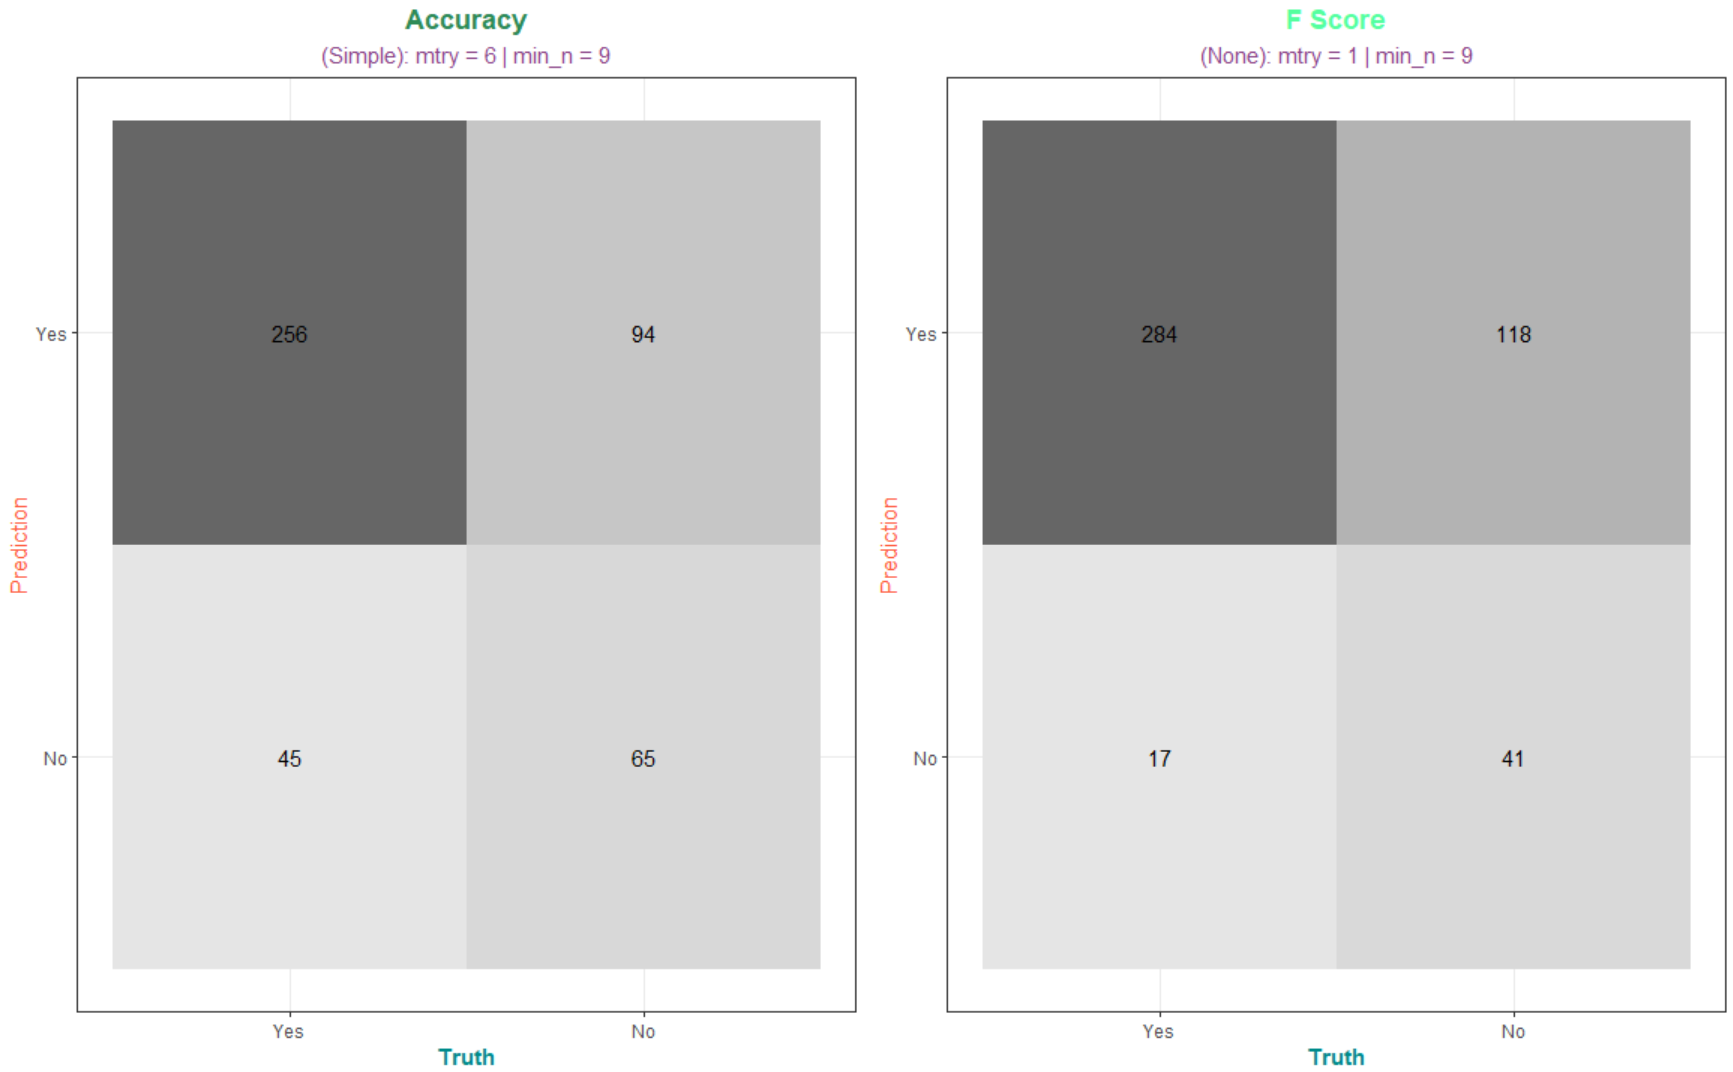 Accuracy
(Simple): mtry = 6 | min_n = 9
Prediction
Yes
No
256
94
45
65
Yes
No
Truth
F Score
(None): mtry = 1 | min_n = 9
Prediction
Yes
No
284
118
17
41
Yes
No
Truth